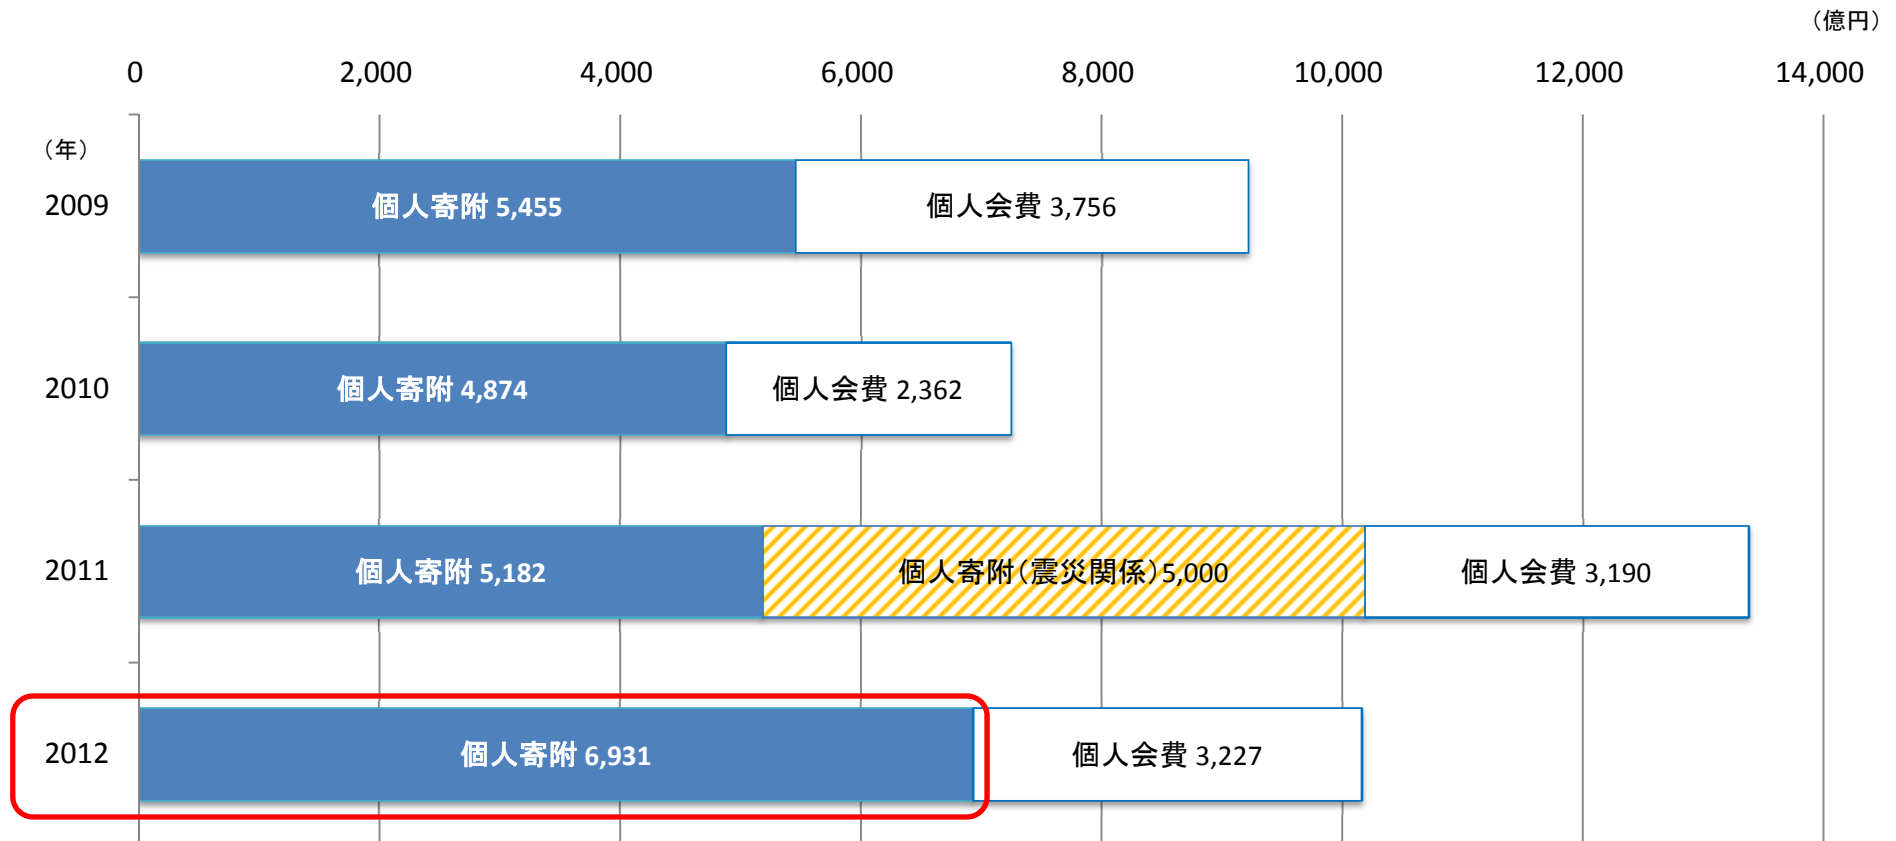 （億円）
0 2,000 4,000 6,000 8,000 10,000 12,000 14,000
（年）
2009 個人寄附 5,455 個人会費 3,756
2010 個人寄附 4,874 個人会費 2,362
2011 個人寄附 5,182 個人寄附（震災関係）5,000 個人会費 3,190
2012 個人寄附 6,931 個人会費 3,227